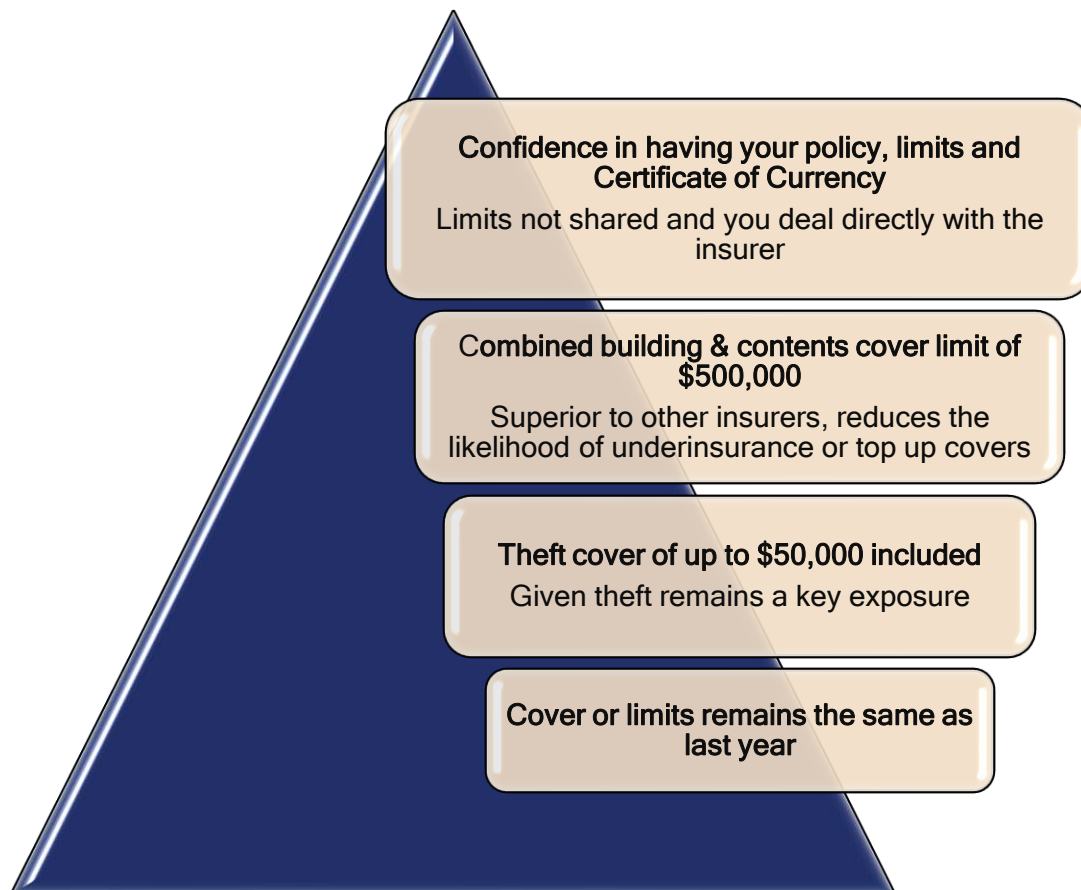 Confidence in having your policy, limits and
Certificate of Currency
Limits not shared and you deal directly with the
insurer
Combined building & contents cover limit of
$500,000
Superior to other insurers, reduces the
likelihood of underinsurance or top up covers
Theft cover of up to $50,000 included
Given theft remains a key exposure
Cover or limits remains the same as
last year